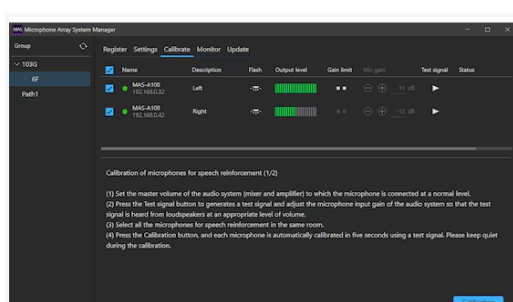 MAS Microphone Array System Manager
Group
Register Settings Calibrate Monitor Update
103G
6F
Path1
Name Description Flash Output level Gain limit Mic gain Test signal Status
MAS-A100 Left -11 dB
192.168.0.32
MAS-A100 Right -12 dB
192.168.0.42
Calibration of microphones for speech reinforcement (1/2)
(1) Set the master volume of the audio system (mixer and amplifier) to which the microphone is connected at a normal level.
(2) Press the Test signal button to generates a test signal and adjust the microphone input gain of the audio system so that the test
signal is heard from loudspeakers at an appropriate level of volume.
(3) Select all the microphones for speech reinforcement in the same room.
(4) Press the Calibration button, and each microphone is automatically calibrated in five seconds using a test signal. Please keep quiet
during the calibration.